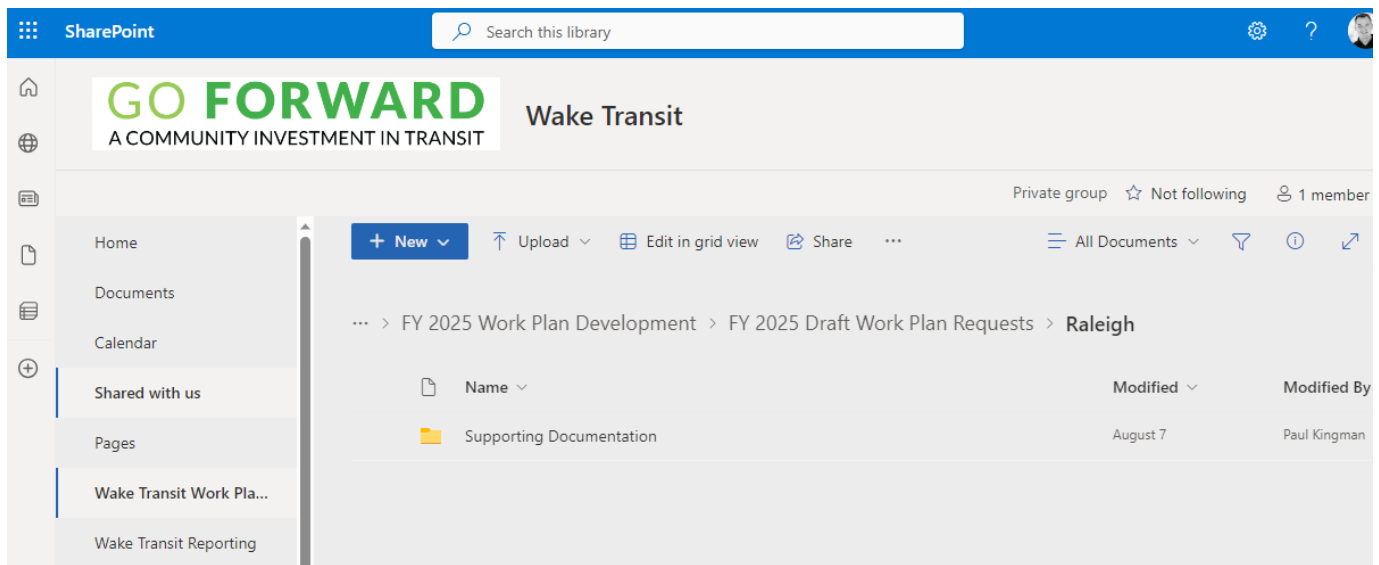 SharePoint
Search this library
?
GO FORWARD
A COMMUNITY INVESTMENT IN TRANSIT
Wake Transit
Private group Not following 1 member
Home
Documents
Calendar
Shared with us
Pages
Wake Transit Work Pla...
Wake Transit Reporting
+ New Upload Edit in grid view Share ... All Documents
... > FY 2025 Work Plan Development > FY 2025 Draft Work Plan Requests > Raleigh
Name Modified Modified By
Supporting Documentation August 7 Paul Kingman